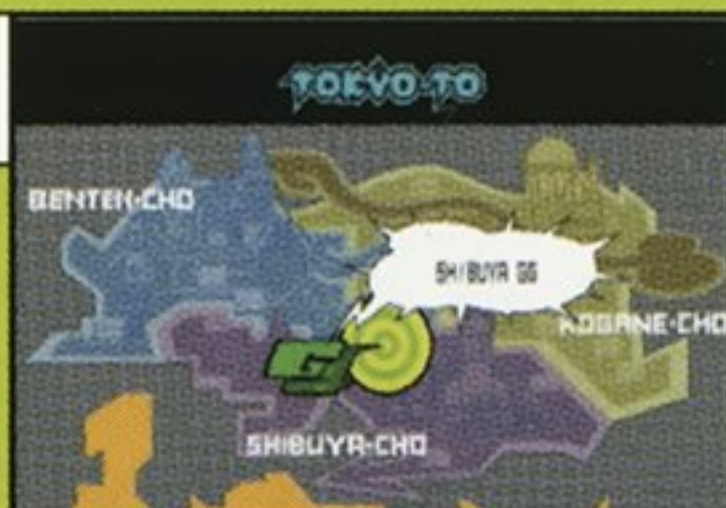 TOKYO-TO
BENTEN-CHO
SHIBUYA GG
KOGANE-CHO
G
SHIBUYA-CHO